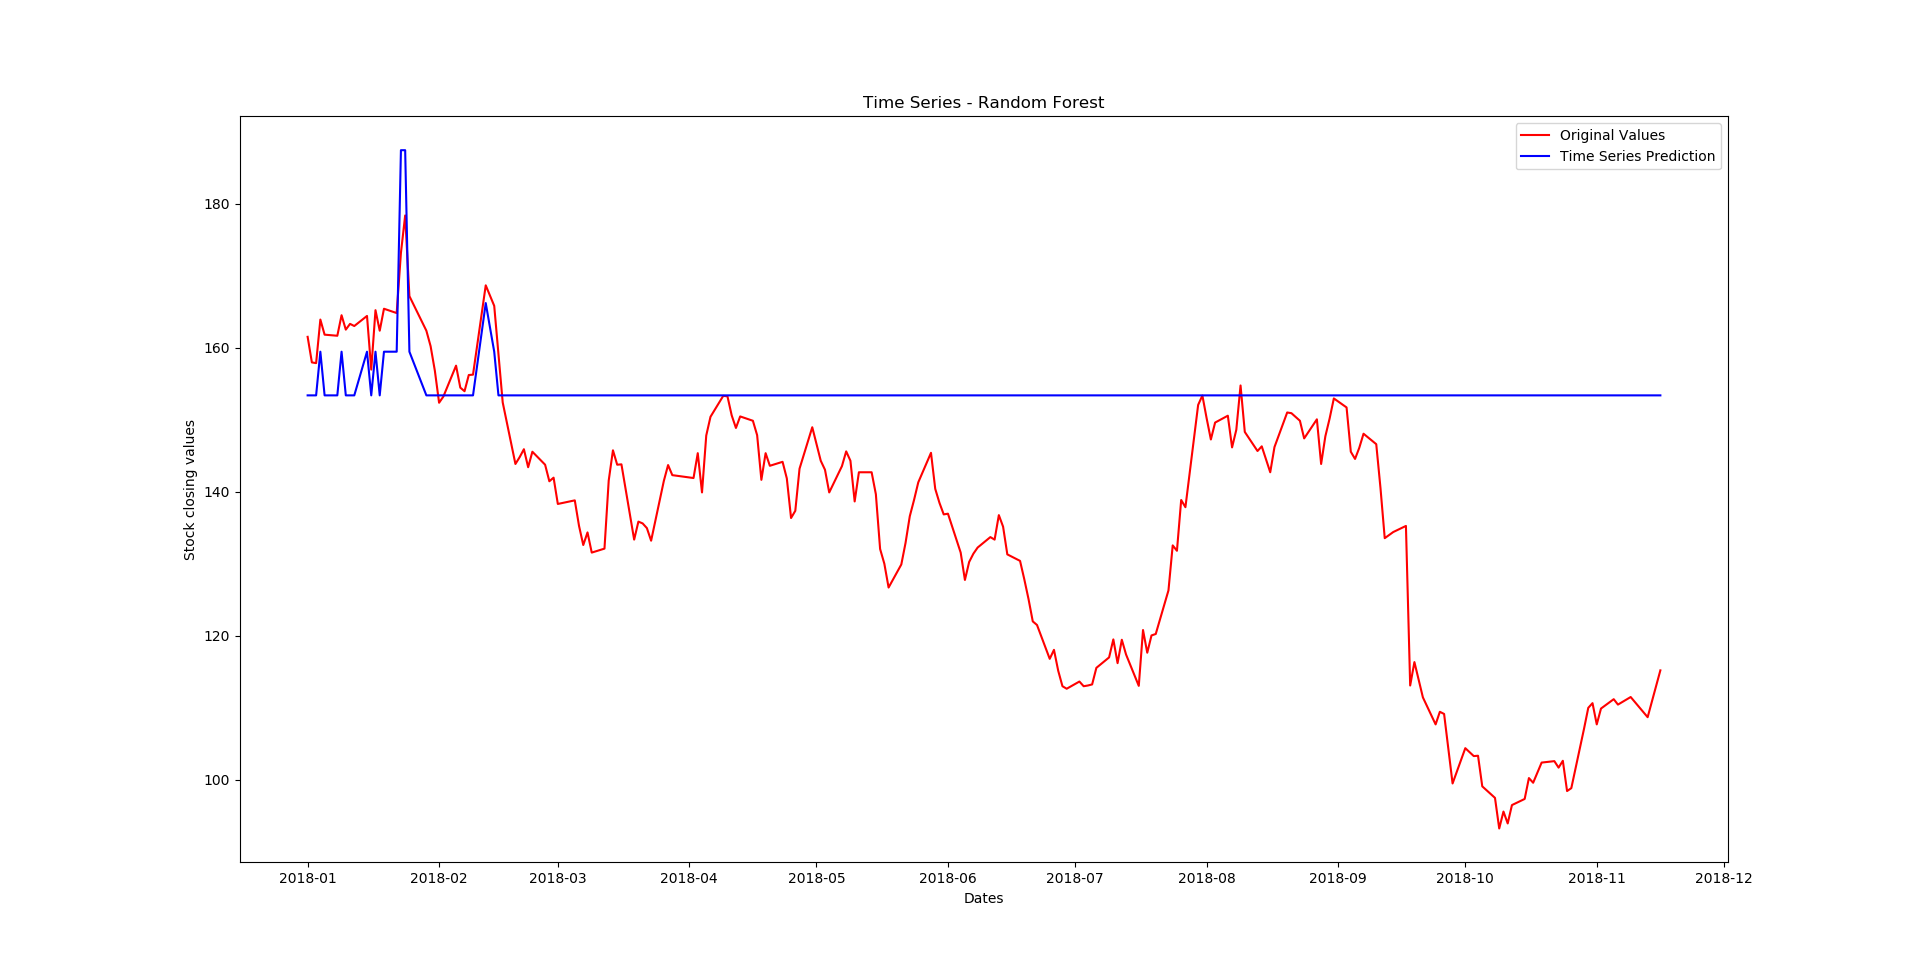 Time Series - Random Forest
Original Values
Time Series Prediction
180
160
140
120
100
Stock closing values
2018-01 2018-02 2018-03 2018-04 2018-05 2018-06 2018-07 2018-08 2018-09 2018-10 2018-11 2018-12
Dates